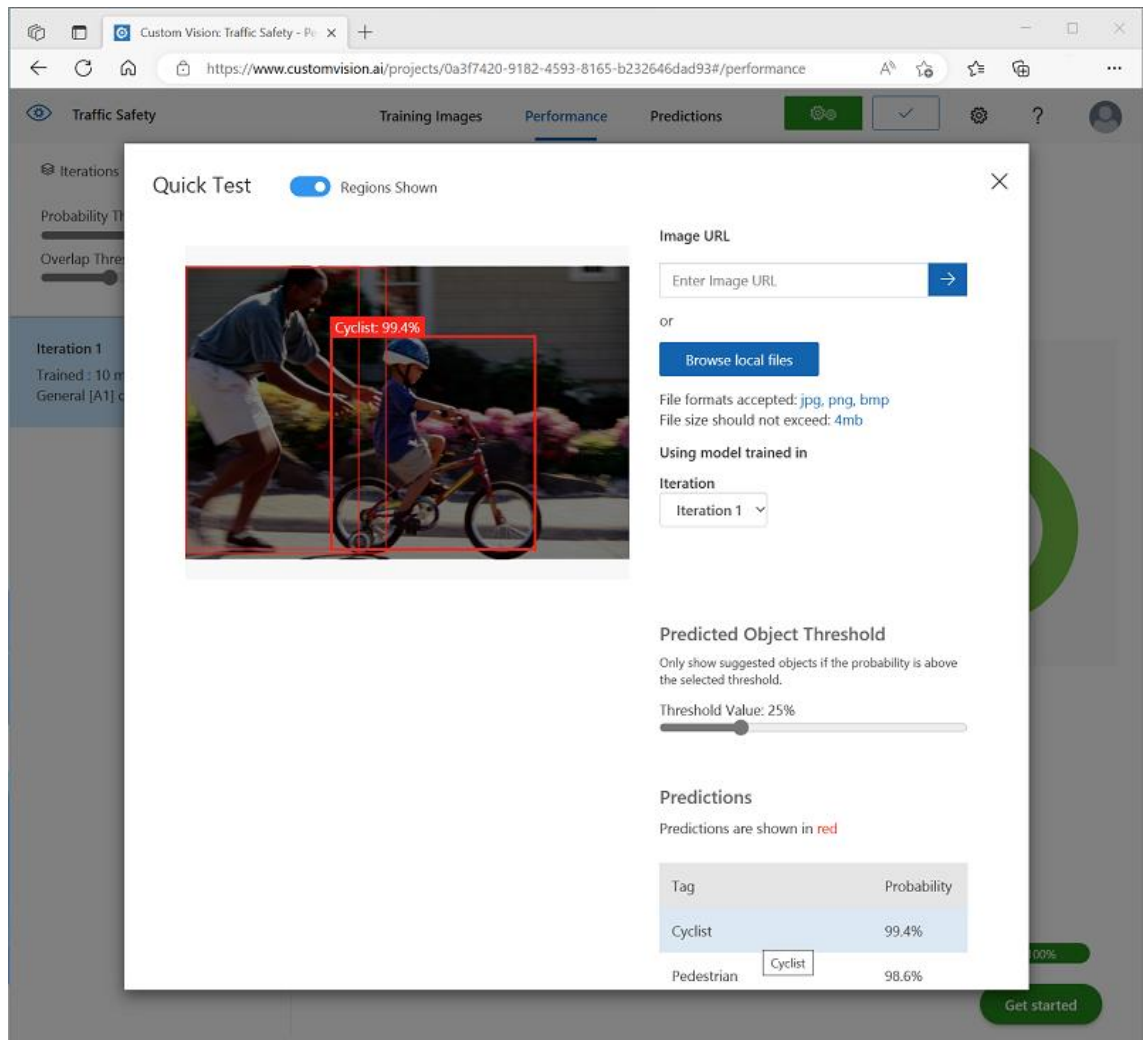 Custom Vision: Traffic Safety - Pe
https://www.customvision.ai/projects/0a3f7420-9182-4593-8165-b232646dad93#/performance
Traffic Safety
Training Images
Performance
Predictions
?
Iterations
Probability Th
Overlap Thres
Iteration 1
Trained : 10 m
General [A1] c
Quick Test
Regions Shown
Cyclist: 99.4%
Image URL
Enter Image URL
or
Browse local files
File formats accepted: jpg, png, bmp
File size should not exceed: 4mb
Using model trained in
Iteration
Iteration 1
Predicted Object Threshold
Only show suggested objects if the probability is above
the selected threshold.
Threshold Value: 25%
Predictions
Predictions are shown in red
Tag Probability
Cyclist 99.4%
Cyclist
Pedestrian 98.6%
100%
Get started